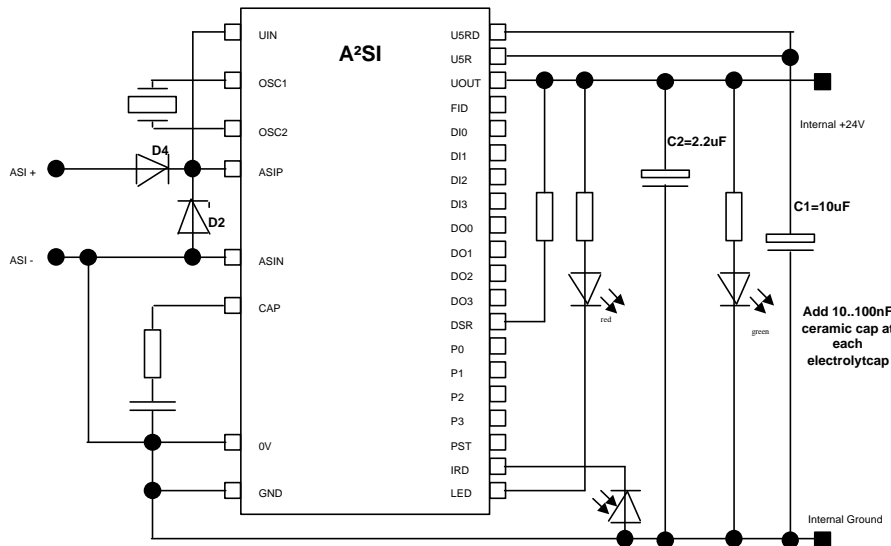 A²SI
UIN
OSC1
OSC2
D4
ASI +
ASIP
D2
ASI -
ASIN
CAP
0V
GND
U5RD
U5R
UOUT
FID
DI0
DI1
DI2
DI3
DO0
DO1
DO2
DO3
DSR
P0
P1
P2
P3
PST
IRD
LED
red
C2=2.2uF
green
Internal +24V
C1=10uF
Add 10..100nF
ceramic cap at
each
electrolytcap
Internal Ground